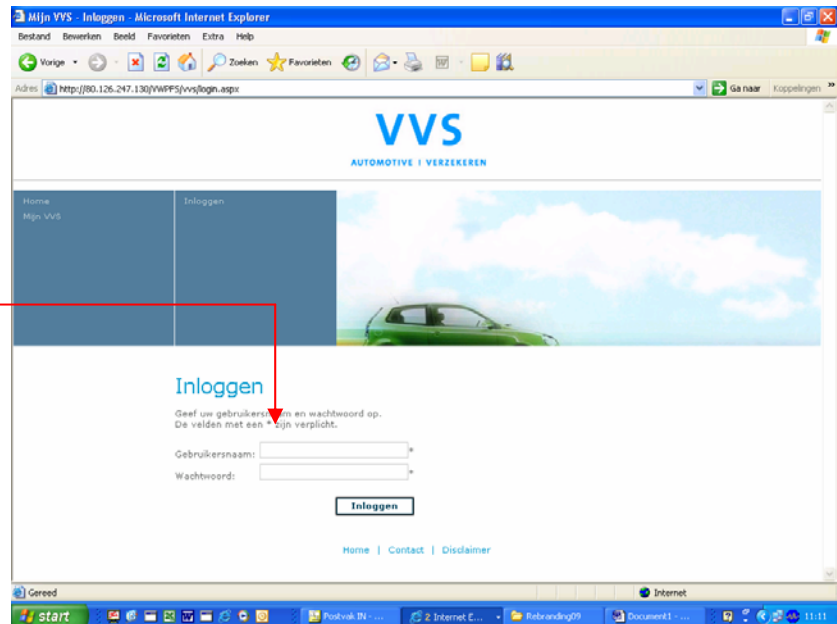 Mijn VVS - Inloggen - Microsoft Internet Explorer
Bestand Bewerken Beeld Favorieten Extra Help
Vorige Zoeken Favorieten
Adres http://80.126.247.130/VWPFS/vvs/login.aspx Ga naar Koppelingen »
VVS
AUTOMOTIVE | VERZEKEREN
Home Inloggen
Mijn VVS
Inloggen
Geef uw gebruikersnaam en wachtwoord op.
De velden met een * zijn verplicht.
Gebruikersnaam: *
Wachtwoord: *
Inloggen
Home | Contact | Disclaimer
Gereed Internet
start Postvak IN - ... 2 Internet E... Rebranding09 Document1 - ... 11:11